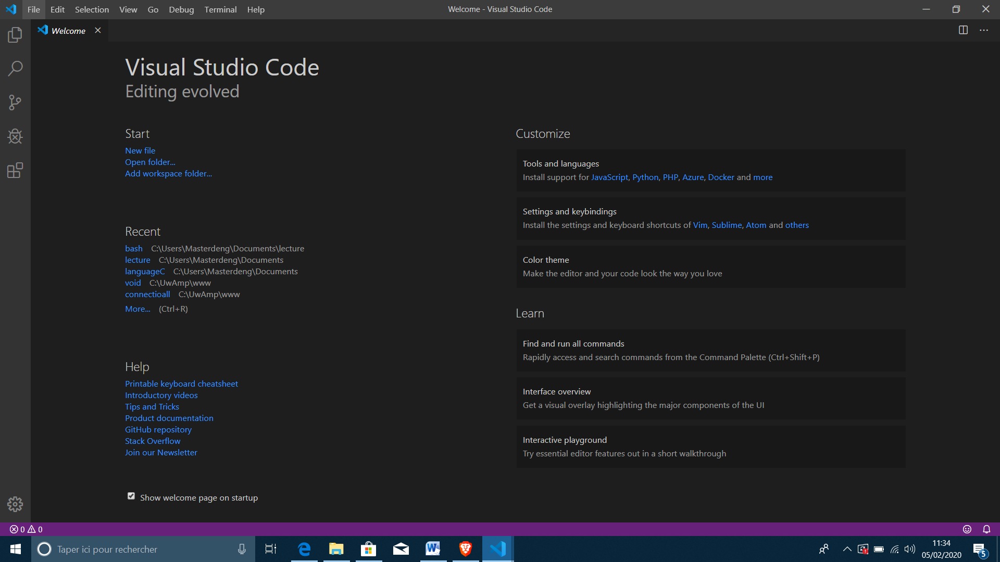 File Edit Selection View Go Debug Terminal Help
Welcome - Visual Studio Code
Welcome
Visual Studio Code
Editing evolved
Start
New file
Open folder...
Add workspace folder...
Recent
bash C:\Users\Masterdeng\Documents\lecture
lecture C:\Users\Masterdeng\Documents
languageC C:\Users\Masterdeng\Documents
void C:\UwAmp\www
connectioall C:\UwAmp\www
More... (Ctrl+R)
Help
Printable keyboard cheatsheet
Introductory videos
Tips and Tricks
Product documentation
GitHub repository
Stack Overflow
Join our Newsletter
Show welcome page on startup
Customize
Tools and languages
Install support for JavaScript, Python, PHP, Azure, Docker and more
Settings and keybindings
Install the settings and keyboard shortcuts of Vim, Sublime, Atom and others
Color theme
Make the editor and your code look the way you love
Learn
Find and run all commands
Rapidly access and search commands from the Command Palette (Ctrl+Shift+P)
Interface overview
Get a visual overlay highlighting the major components of the UI
Interactive playground
Try essential editor features out in a short walkthrough
0 0
Taper ici pour rechercher
11:34
05/02/2020
5